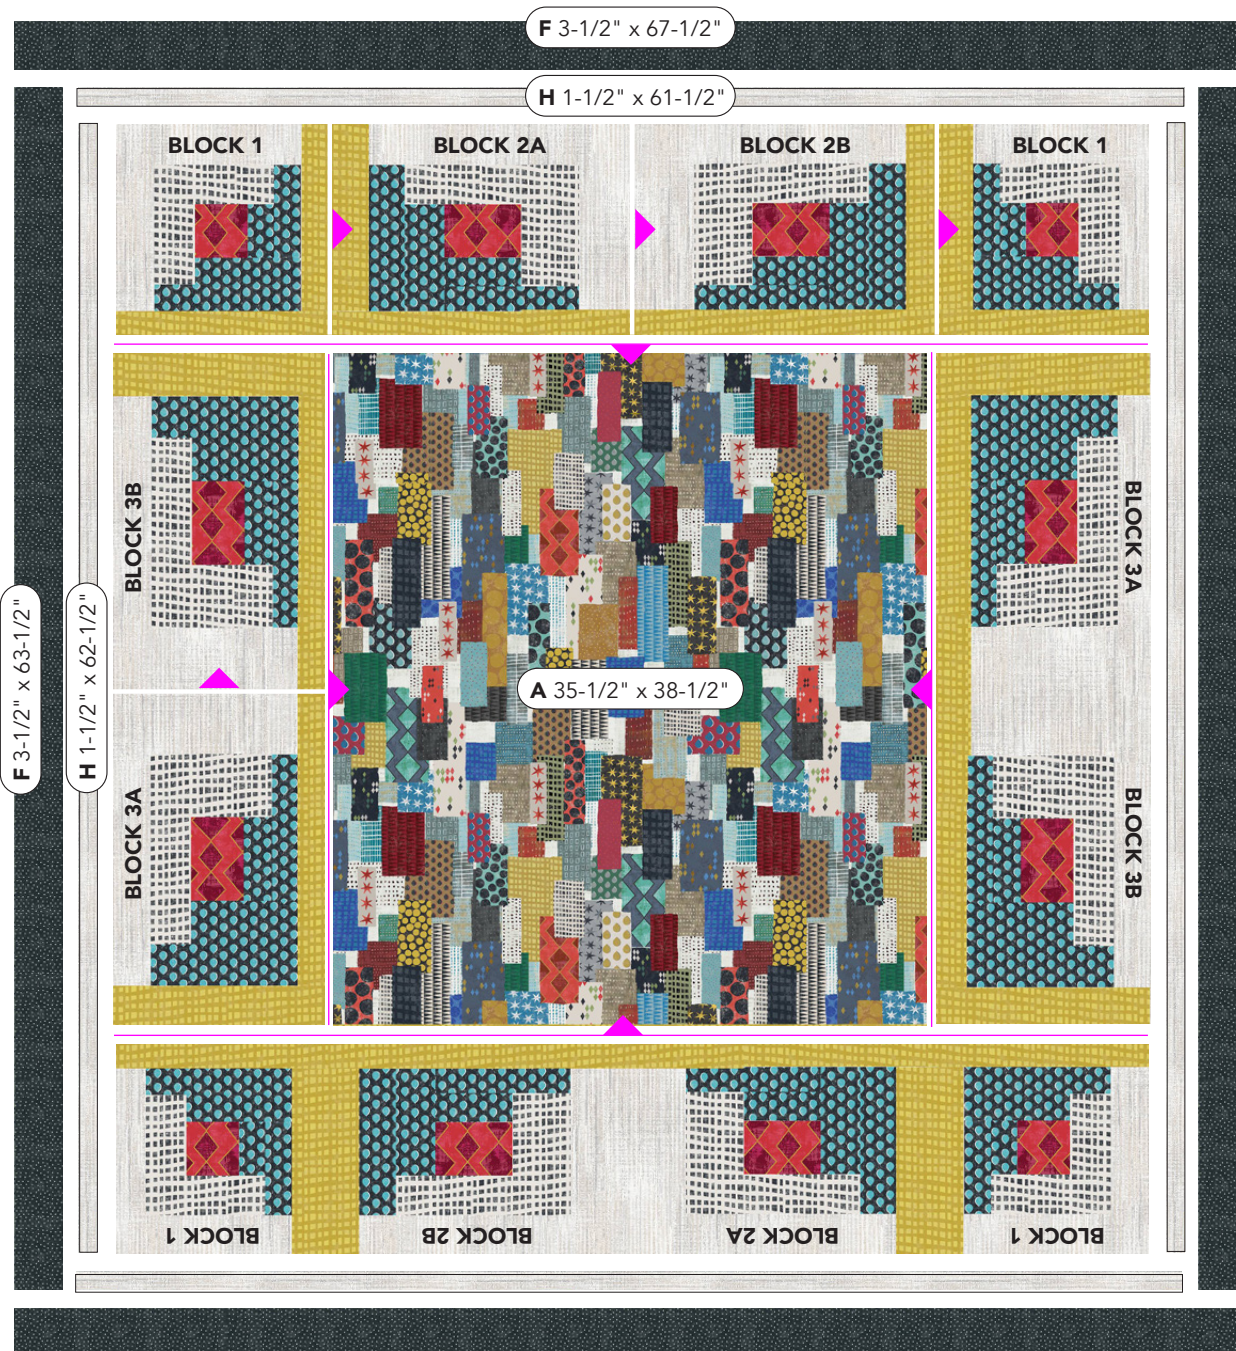 F 3-1/2" x 67-1/2"
H 1-1/2" x 61-1/2"
BLOCK 1
BLOCK 2A
BLOCK 2B
BLOCK 1
BLOCK 3B
BLOCK 3A
F 3-1/2" x 63-1/2"
H 1-1/2" x 62-1/2"
A 35-1/2" x 38-1/2"
BLOCK 3A
BLOCK 3B
BLOCK 1
BLOCK 2B
BLOCK 2A
BLOCK 1